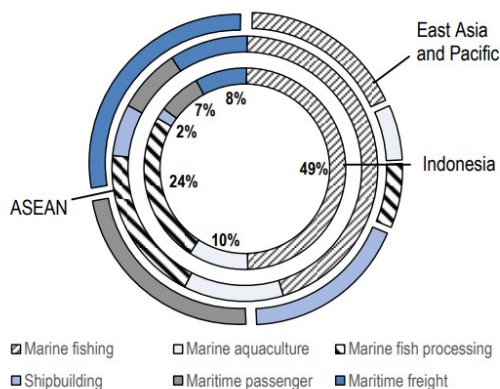 East Asia
and Pacific
8%
7%
2%
Indonesia
49%
24%
ASEAN
10%
Marine fishing
Marine aquaculture
Marine fish processing
Shipbuilding
Maritime passenger
Maritime freight